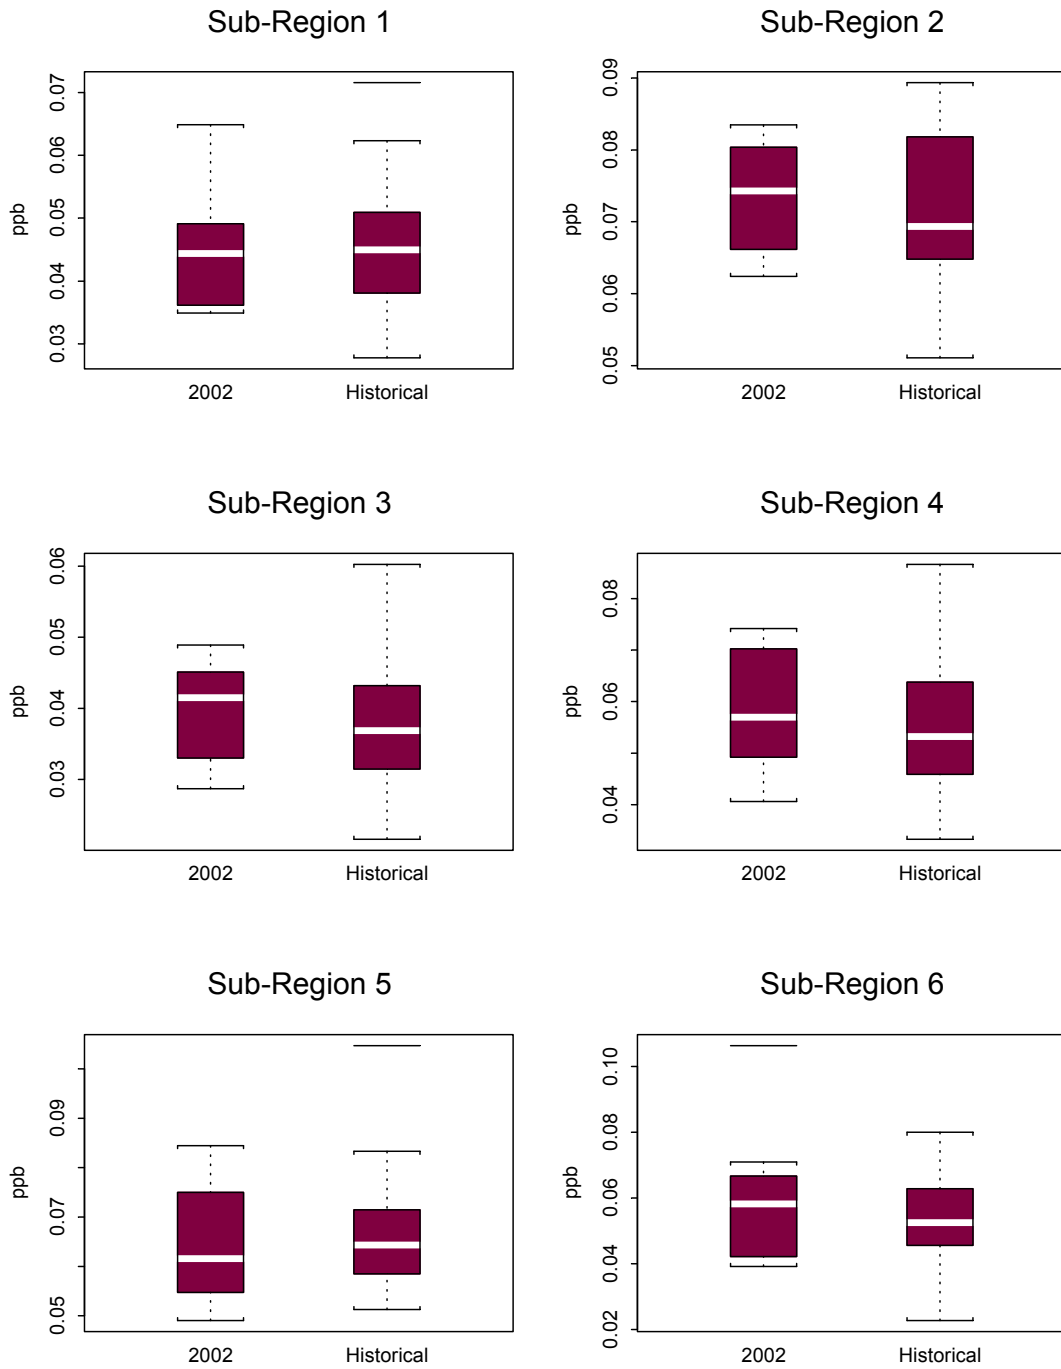 Sub-Region 1
ppb
0.07
0.06
0.05
0.04
0.03
2002 Historical
Sub-Region 2
ppb
0.09
0.08
0.07
0.06
0.05
2002 Historical
Sub-Region 3
ppb
0.06
0.05
0.04
0.03
2002 Historical
Sub-Region 4
ppb
0.08
0.06
0.04
2002 Historical
Sub-Region 5
ppb
0.09
0.07
0.05
2002 Historical
Sub-Region 6
ppb
0.10
0.08
0.06
0.04
0.02
2002 Historical